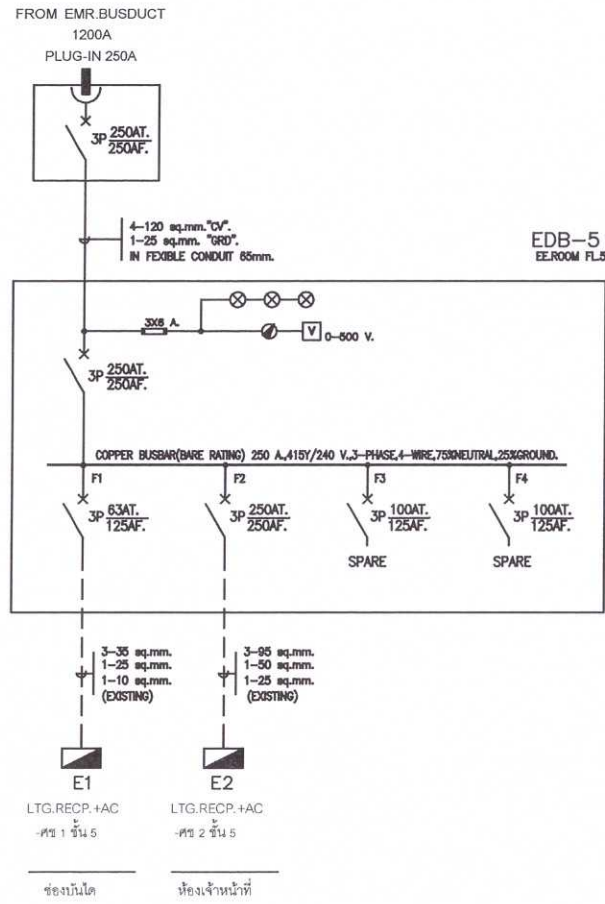 FROM EMR.BUSDUCT
1200A
PLUG-IN 250A
3P 250AT.
250AF.
4-120 sq.mm."CV".
1-25 sq.mm. "GRD".
IN FEXIBLE CONDUIT 65mm.
EDB-5
EE.ROOM FL.5
3X6 A.
V 0-500 V.
3P 250AT.
250AF.
COPPER BUSBAR(BARE RATING) 250 A.,415Y/240 V.,3-PHASE,4-WIRE,75%NEUTRAL,25%GROUND.
F1 F2 F3 F4
3P 63AT. 3P 250AT. 3P 100AT. 3P 100AT.
125AF. 250AF. 125AF. 125AF.
SPARE SPARE
3-35 sq.mm. 3-95 sq.mm.
1-25 sq.mm. 1-50 sq.mm.
1-10 sq.mm. 1-25 sq.mm.
(EXISTING) (EXISTING)
E1 E2
LTG.RECP.+AC LTG.RECP.+AC
-ศช 1 ชั้น 5 -ศช 2 ชั้น 5
ช่องบันได ห้องเจ้าหน้าที่